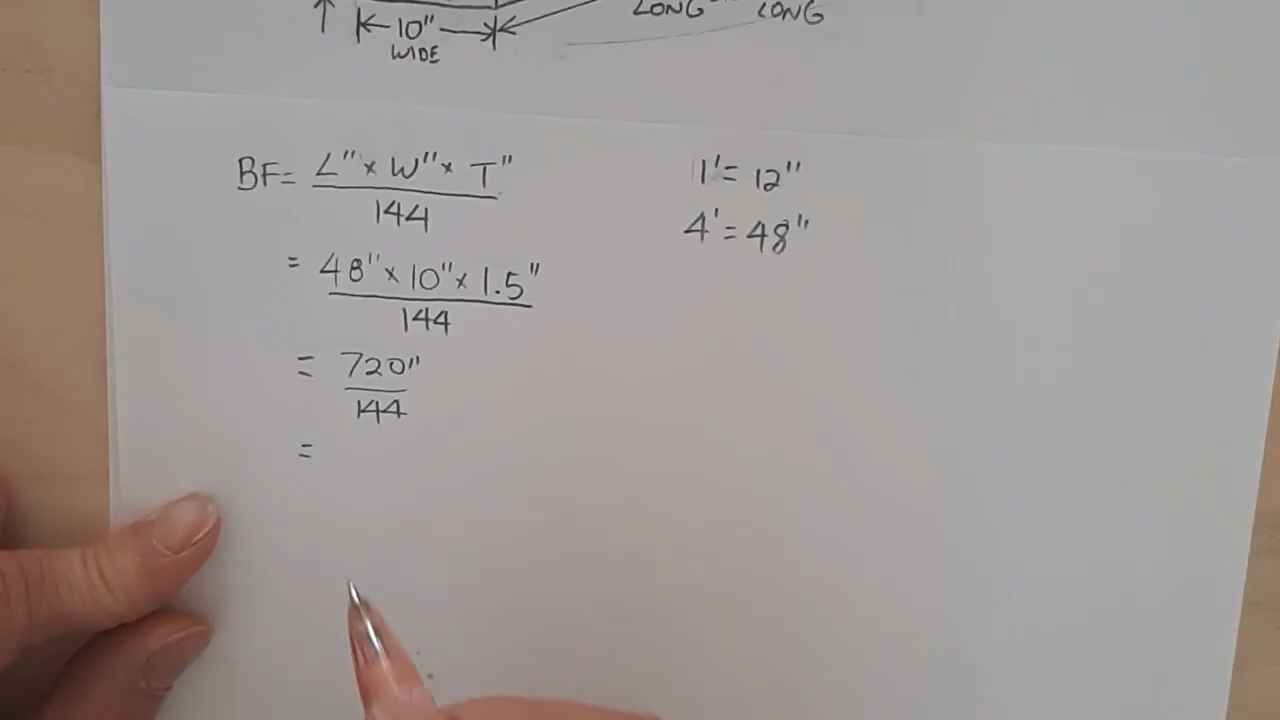 LONG LONG
10"
WIDE
BF= L" x W" x T"
144
1' = 12"
4' = 48"
= 48" x 10" x 1.5"
144
= 720"
144
=